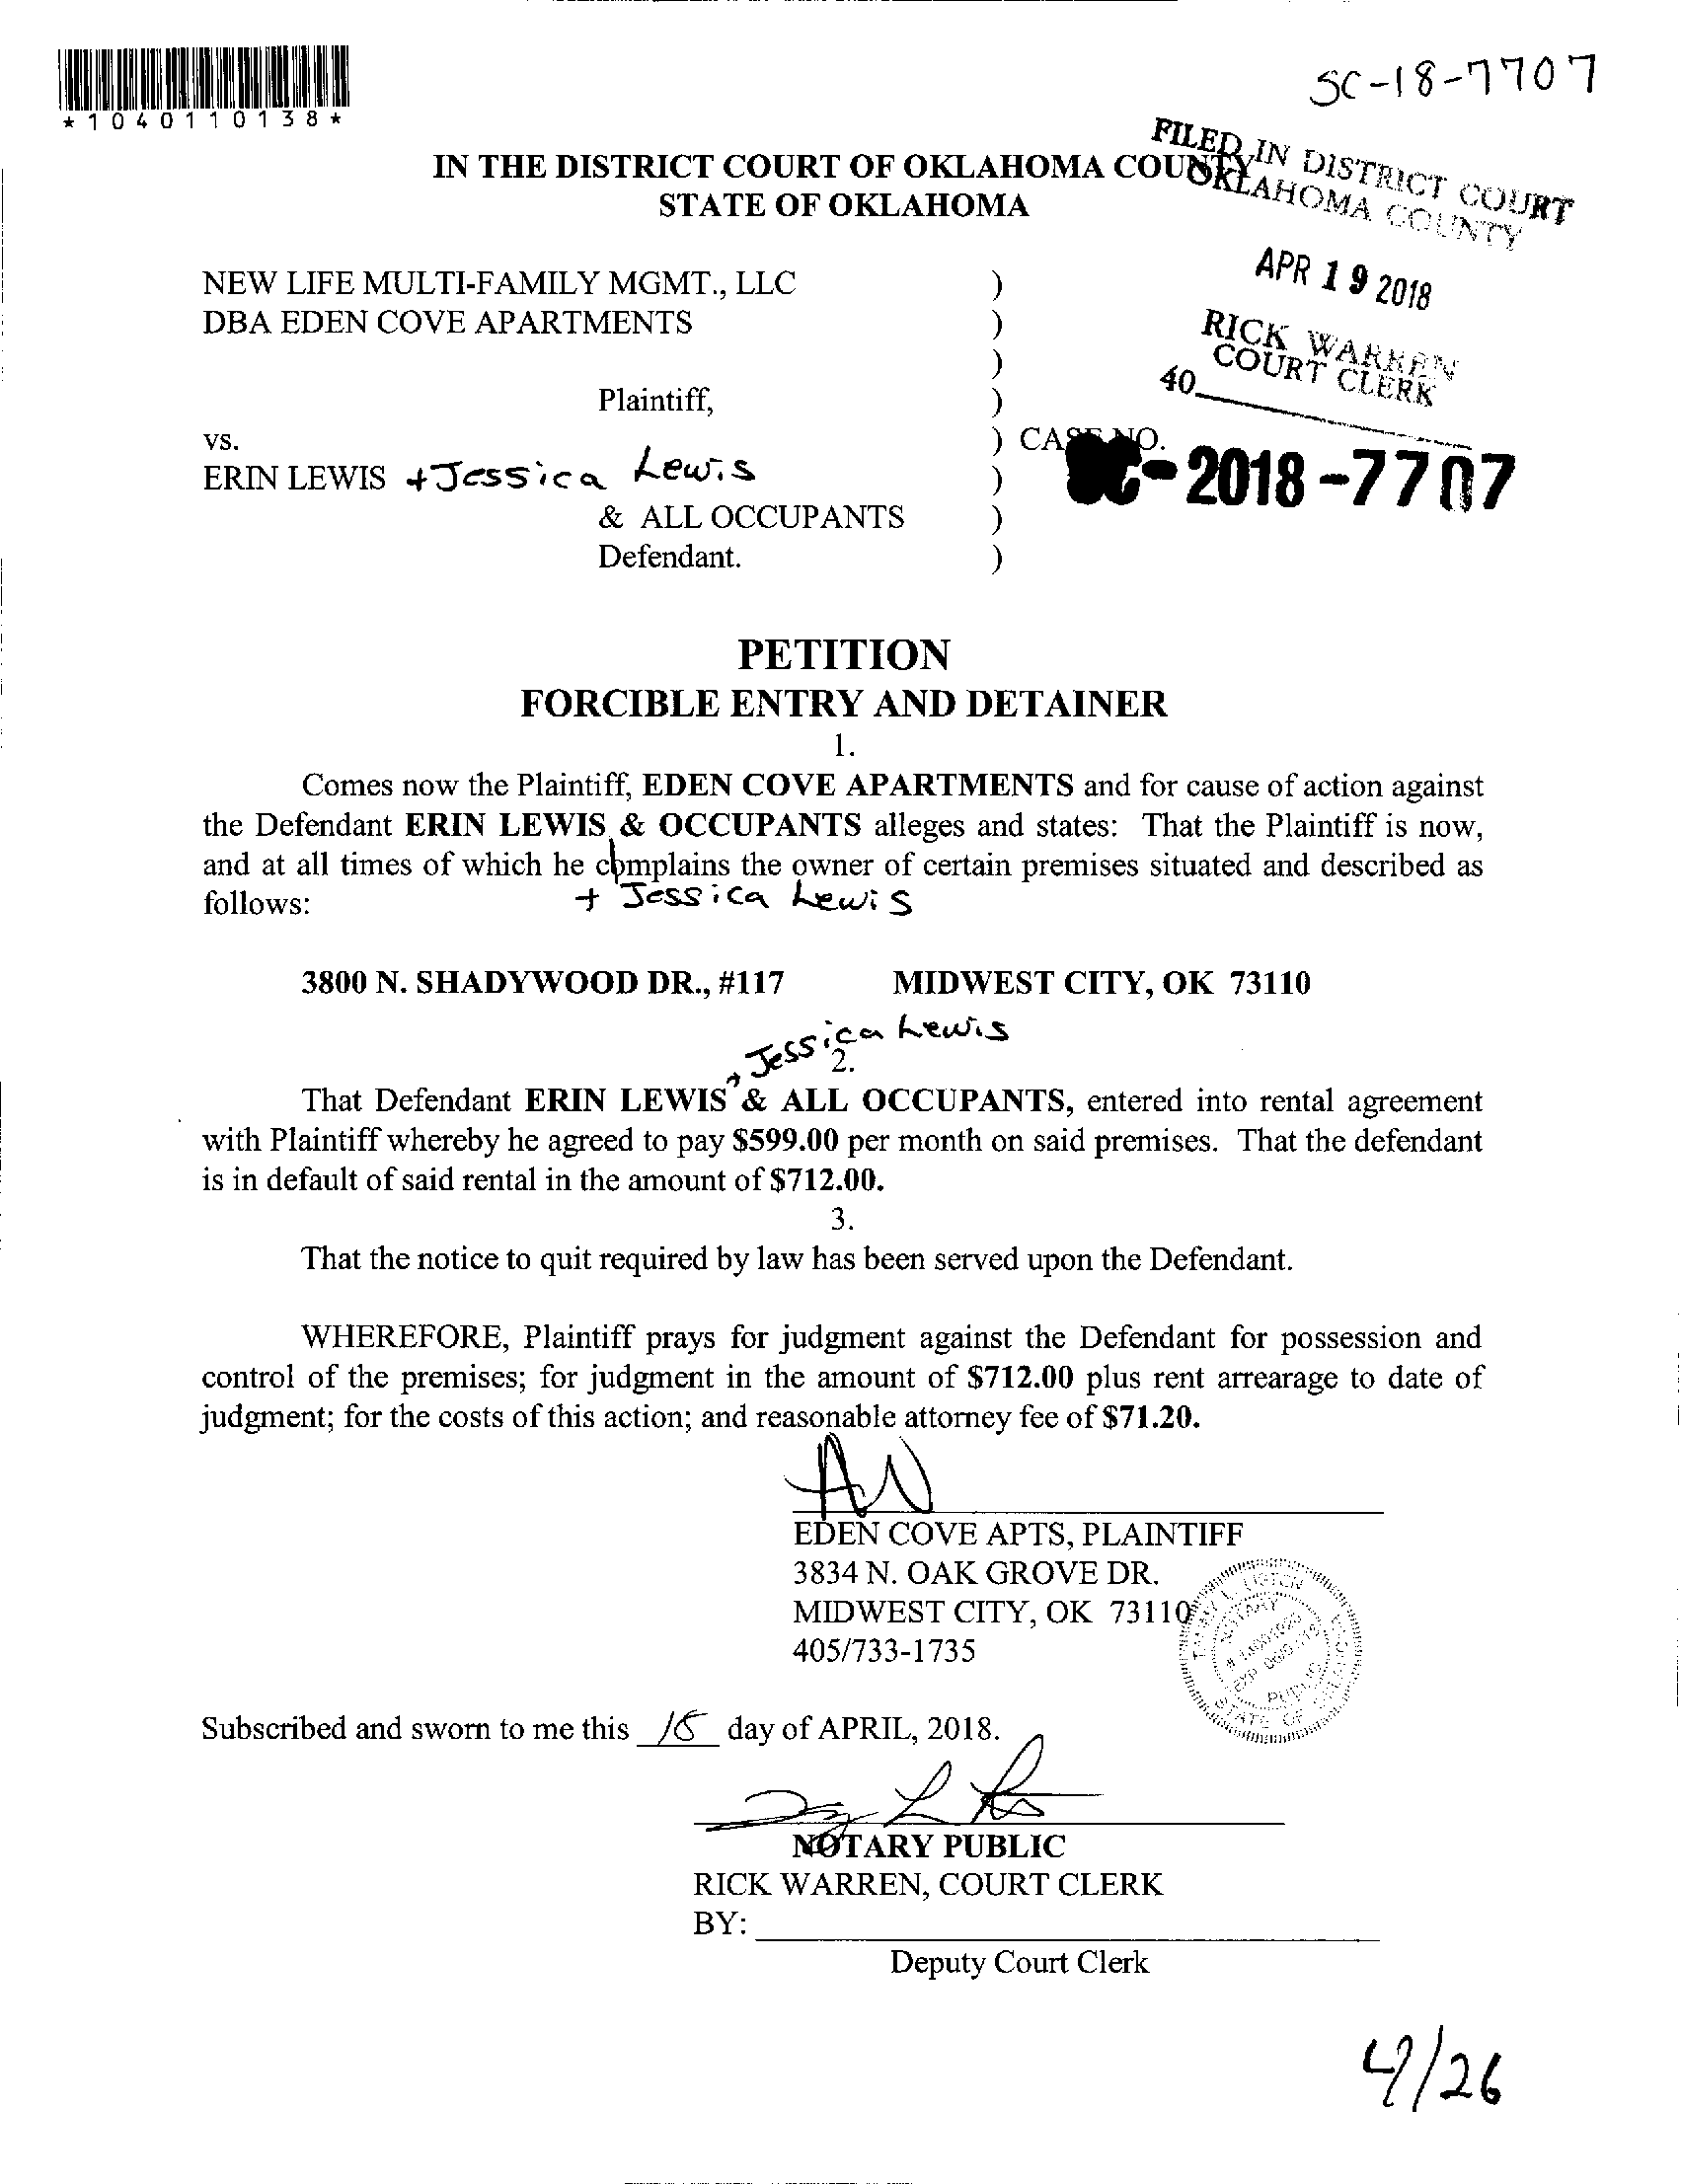 SC-18-7707
*1040110138*
FILED IN DISTRICT COURT
OKLAHOMA COUNTY
IN THE DISTRICT COURT OF OKLAHOMA COUNTY
STATE OF OKLAHOMA
APR 19 2018
RICK WARREN
COURT CLERK
40
NEW LIFE MULTI-FAMILY MGMT., LLC )
DBA EDEN COVE APARTMENTS )
)
Plaintiff, )
vs. ) CASE NO.
ERIN LEWIS + Jessica Lewis ) SC-2018-7707
& ALL OCCUPANTS )
Defendant. )
PETITION
FORCIBLE ENTRY AND DETAINER
1.
Comes now the Plaintiff, EDEN COVE APARTMENTS and for cause of action against
the Defendant ERIN LEWIS & OCCUPANTS alleges and states: That the Plaintiff is now,
and at all times of which he complains the owner of certain premises situated and described as
follows: + Jessica Lewis
3800 N. SHADYWOOD DR., #117 MIDWEST CITY, OK 73110
, Jessica Lewis
2.
That Defendant ERIN LEWIS & ALL OCCUPANTS, entered into rental agreement
with Plaintiff whereby he agreed to pay $599.00 per month on said premises. That the defendant
is in default of said rental in the amount of $712.00.
3.
That the notice to quit required by law has been served upon the Defendant.
WHEREFORE, Plaintiff prays for judgment against the Defendant for possession and
control of the premises; for judgment in the amount of $712.00 plus rent arrearage to date of
judgment; for the costs of this action; and reasonable attorney fee of $71.20.
EDEN COVE APTS, PLAINTIFF
3834 N. OAK GROVE DR.
MIDWEST CITY, OK 73110
405/733-1735
NOTARY
PUBLIC
STATE OF OKLAHOMA
Subscribed and sworn to me this day of APRIL, 2018.
NOTARY PUBLIC
RICK WARREN, COURT CLERK
BY:
Deputy Court Clerk
4/26